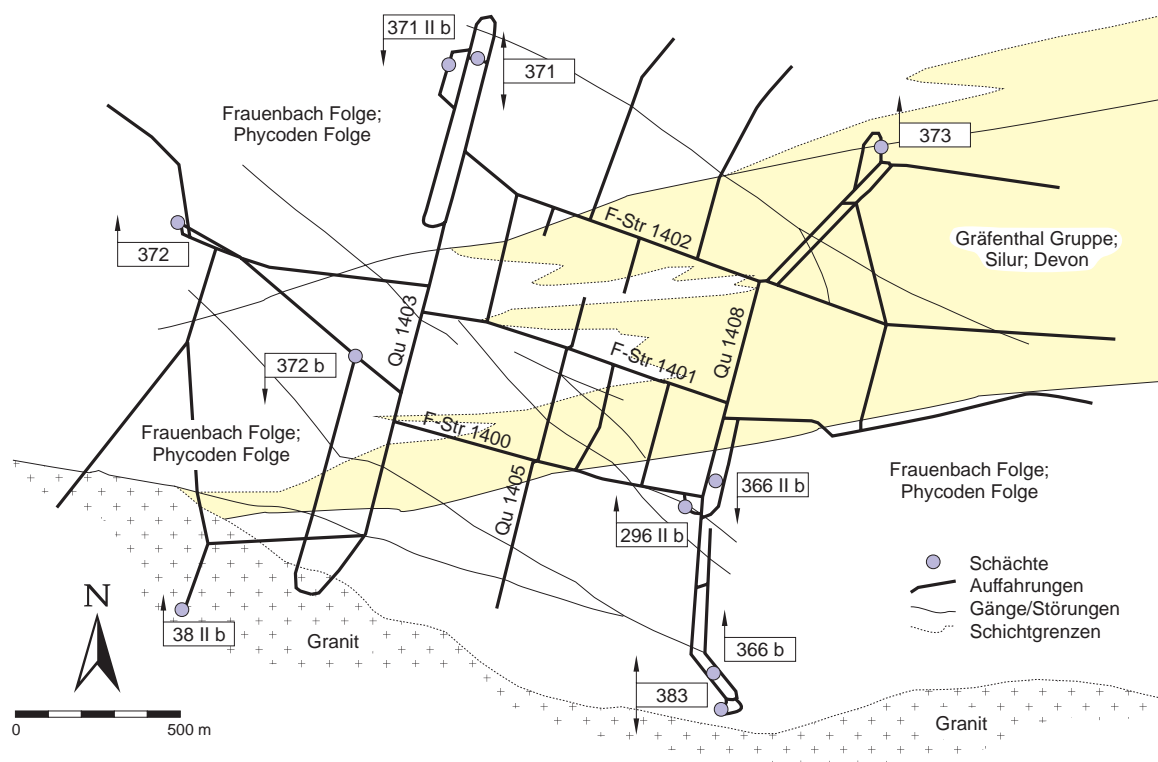 371 II b
371
Frauenbach Folge;
Phycoden Folge
373
372
F-Str 1402
Gräfenthal Gruppe;
Silur; Devon
Qu 1403
Qu 1408
372 b
F-Str 1401
Frauenbach Folge;
Phycoden Folge
F-Str 1400
Qu 1405
366 II b
Frauenbach Folge;
Phycoden Folge
296 II b
Schächte
Auffahrungen
Gänge/Störungen
Schichtgrenzen
N
38 II b
Granit
366 b
383
Granit
0 500 m